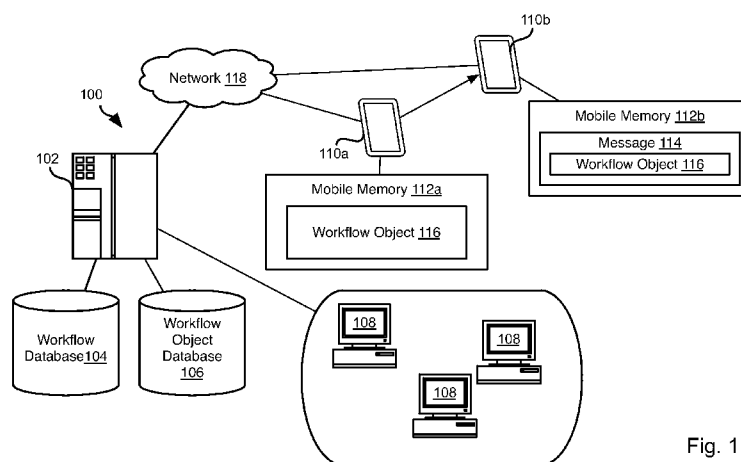 110b
Network 118
100
Mobile Memory 112b
Message 114
Workflow Object 116
102
110a
Mobile Memory 112a
Workflow Object 116
Workflow
Database104
Workflow
Object
Database
106
108
108
108
Fig. 1